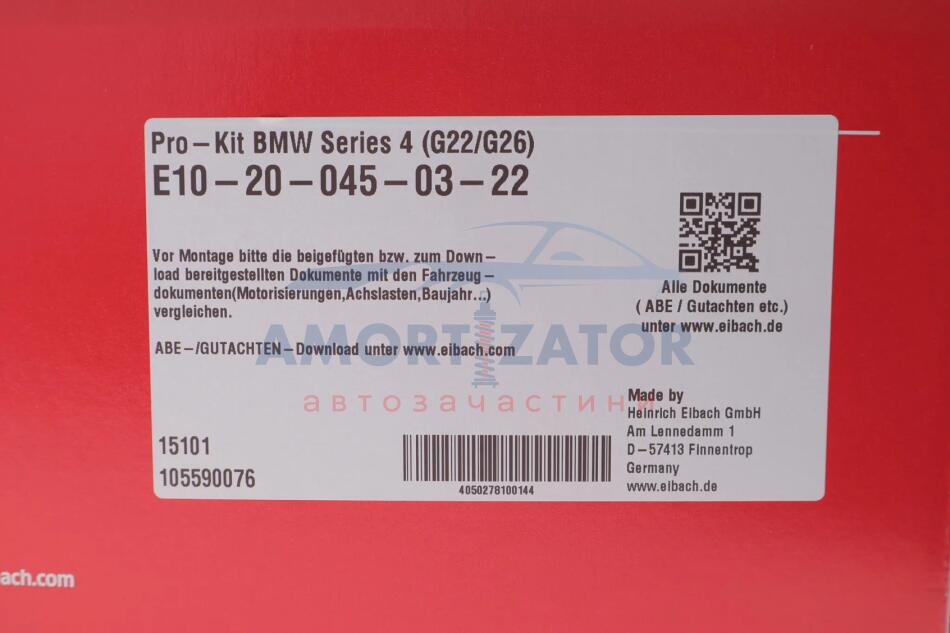 Pro–Kit BMW Series 4 (G22/G26)
E10–20–045–03–22
Vor Montage bitte die beigefügten bzw. zum Down–
load bereitgestellten Dokumente mit den Fahrzeug–
dokumenten(Motorisierungen,Achslasten,Baujahr...)
vergleichen.
ABE–/GUTACHTEN–Download unter www.eibach.com
Alle Dokumente
( ABE / Gutachten etc.)
unter www.eibach.de
AMORTIZATOR
автозапчастини
15101
105590076
4050278100144
Made by
Heinrich Eibach GmbH
Am Lennedamm 1
D–57413 Finnentrop
Germany
www.eibach.de
ach.com